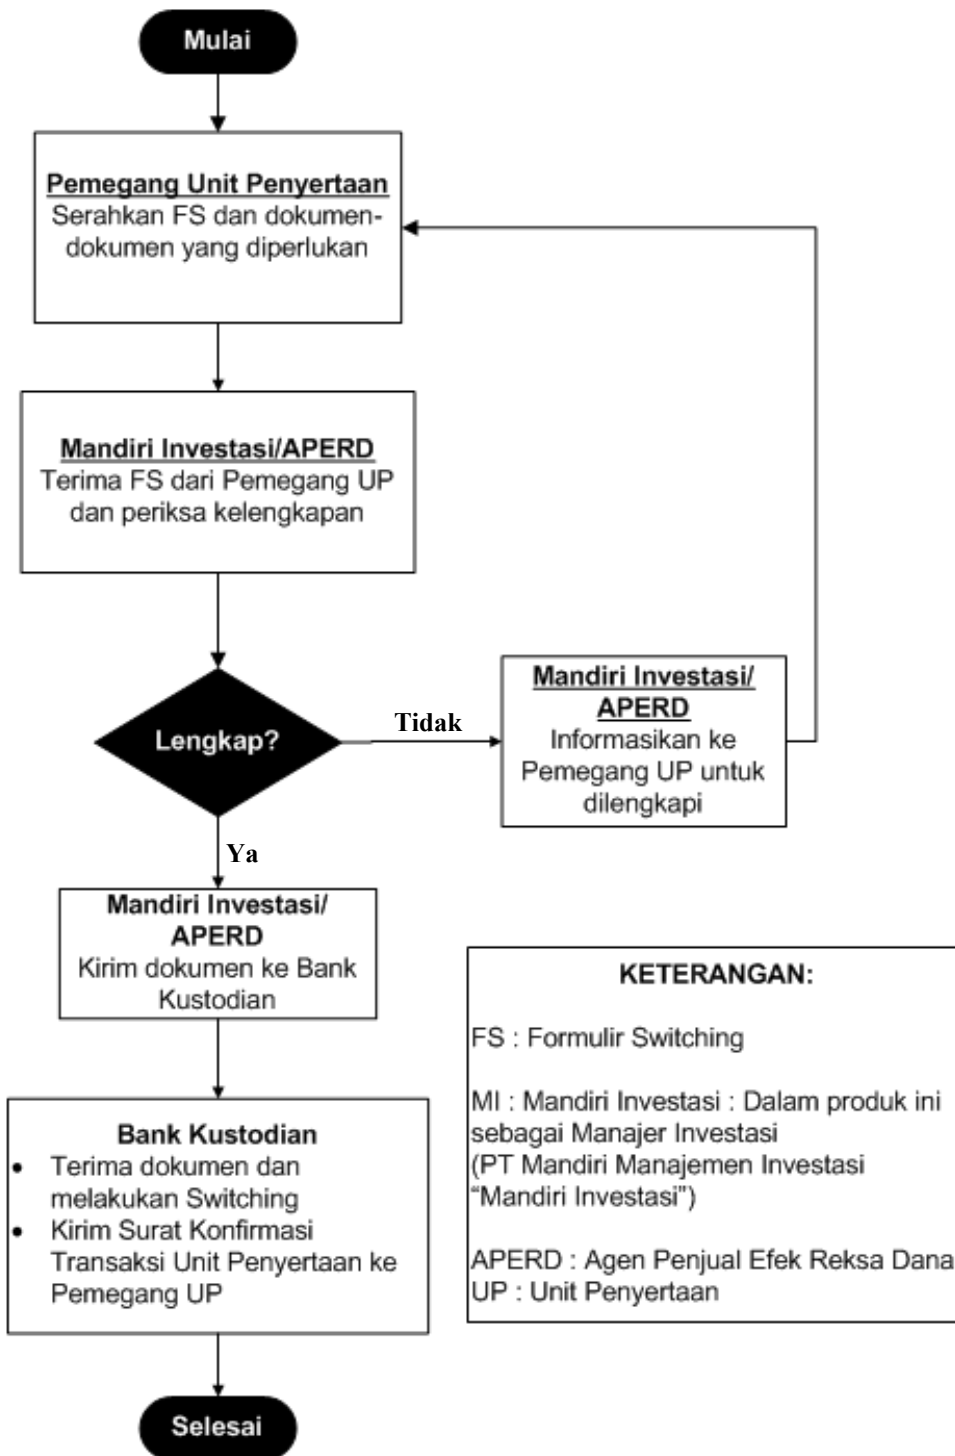 Mulai
Pemegang Unit Penyertaan
Serahkan FS dan dokumen-
dokumen yang diperlukan
Mandiri Investasi/APERD
Terima FS dari Pemegang UP
dan periksa kelengkapan
Lengkap?
Tidak
Mandiri Investasi/
APERD
Informasikan ke
Pemegang UP untuk
dilengkapi
Ya
Mandiri Investasi/
APERD
Kirim dokumen ke Bank
Kustodian
Bank Kustodian
• Terima dokumen dan
melakukan Switching
• Kirim Surat Konfirmasi
Transaksi Unit Penyertaan ke
Pemegang UP
Selesai
KETERANGAN:
FS : Formulir Switching
MI : Mandiri Investasi : Dalam produk ini
sebagai Manajer Investasi
(PT Mandiri Manajemen Investasi
“Mandiri Investasi”)
APERD : Agen Penjual Efek Reksa Dana
UP : Unit Penyertaan